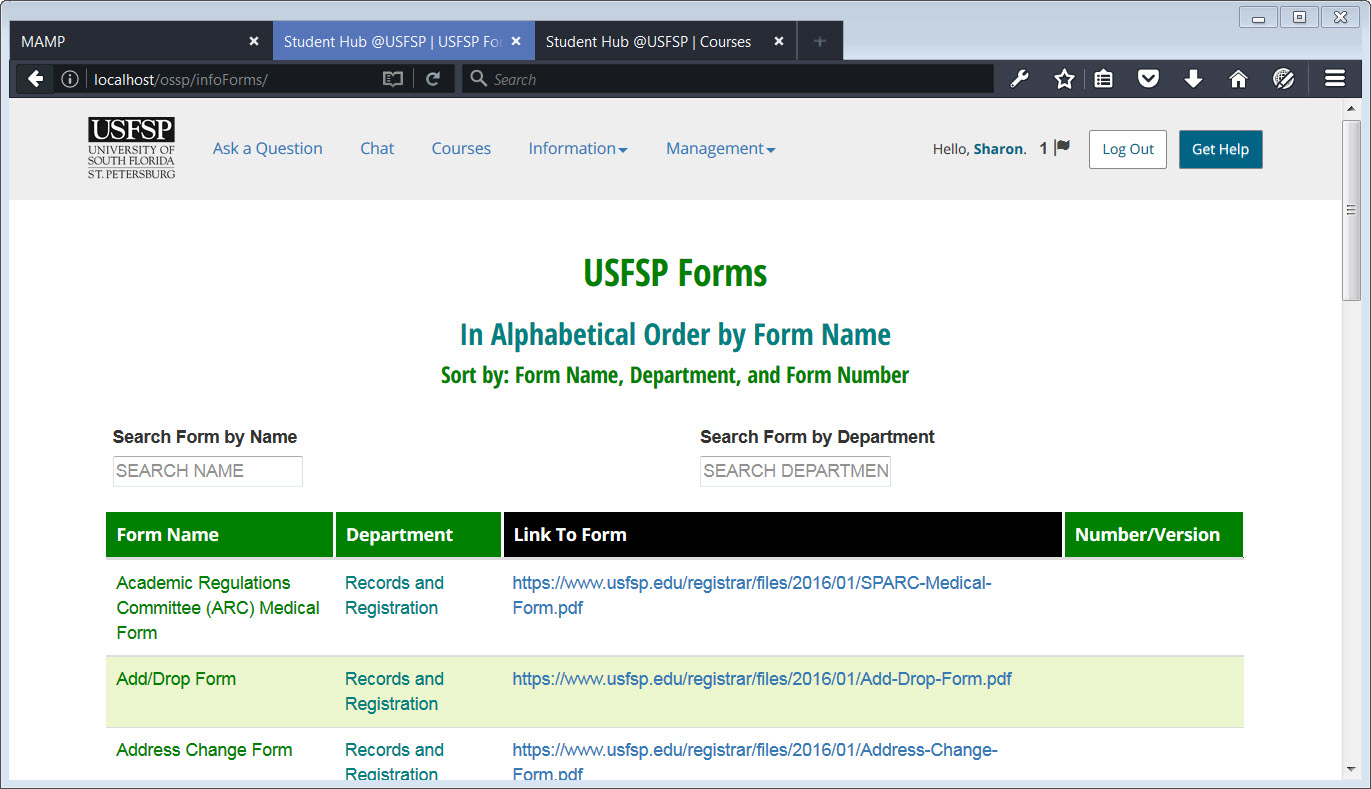 MAMP
Student Hub @USFSP | USFSP Fo
Student Hub @USFSP | Courses
localhost/ossp/infoForms/
Search
USFSP
UNIVERSITY OF
SOUTH FLORIDA
ST. PETERSBURG
Ask a Question
Chat
Courses
Information
Management
Hello, Sharon.
1
Log Out
Get Help
USFSP Forms
In Alphabetical Order by Form Name
Sort by: Form Name, Department, and Form Number
Search Form by Name
SEARCH NAME
Search Form by Department
SEARCH DEPARTMEN
Form Name
Department
Link To Form
Number/Version
Academic Regulations
Committee (ARC) Medical
Form
Records and
Registration
https://www.usfsp.edu/registrar/files/2016/01/SPARC-Medical-
Form.pdf
Add/Drop Form
Records and
Registration
https://www.usfsp.edu/registrar/files/2016/01/Add-Drop-Form.pdf
Address Change Form
Records and
Registration
https://www.usfsp.edu/registrar/files/2016/01/Address-Change-
Form.pdf